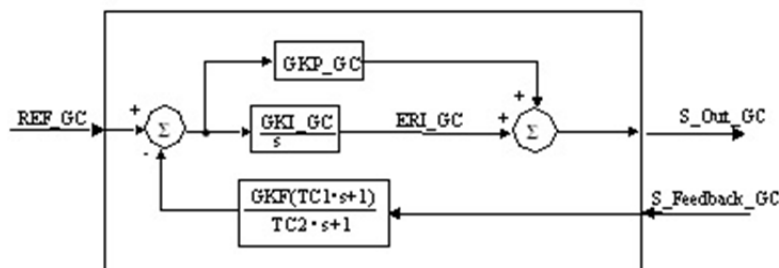 GKP_GC
REF_GC
+
Σ
-
GKI_GC
s
ERI_GC
+
+
Σ
S_Out_GC
GKF(TC1·s+1)
TC2·s+1
S_Feedback_GC